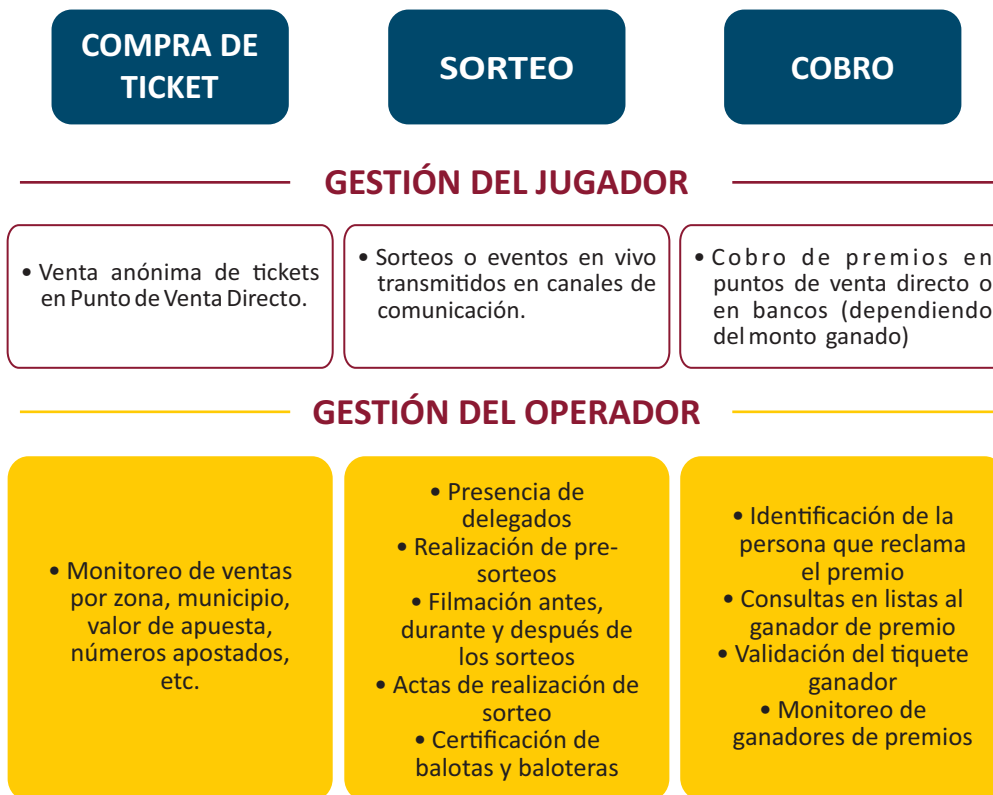 COMPRA DE
TICKET
SORTEO
COBRO
GESTIÓN DEL JUGADOR
• Venta anónima de tickets
en Punto de Venta Directo.
• Sorteos o eventos en vivo
transmitidos en canales de
comunicación.
• Cobro de premios en
puntos de venta directo o
en bancos (dependiendo
del monto ganado)
GESTIÓN DEL OPERADOR
• Monitoreo de ventas
por zona, municipio,
valor de apuesta,
números apostados,
etc.
• Presencia de
delegados
• Realización de pre-
sorteos
• Filmación antes,
durante y después de
los sorteos
• Actas de realización de
sorteo
• Certificación de
balotas y baloteras
• Identificación de la
persona que reclama
el premio
• Consultas en listas al
ganador de premio
• Validación del tiquete
ganador
• Monitoreo de
ganadores de premios